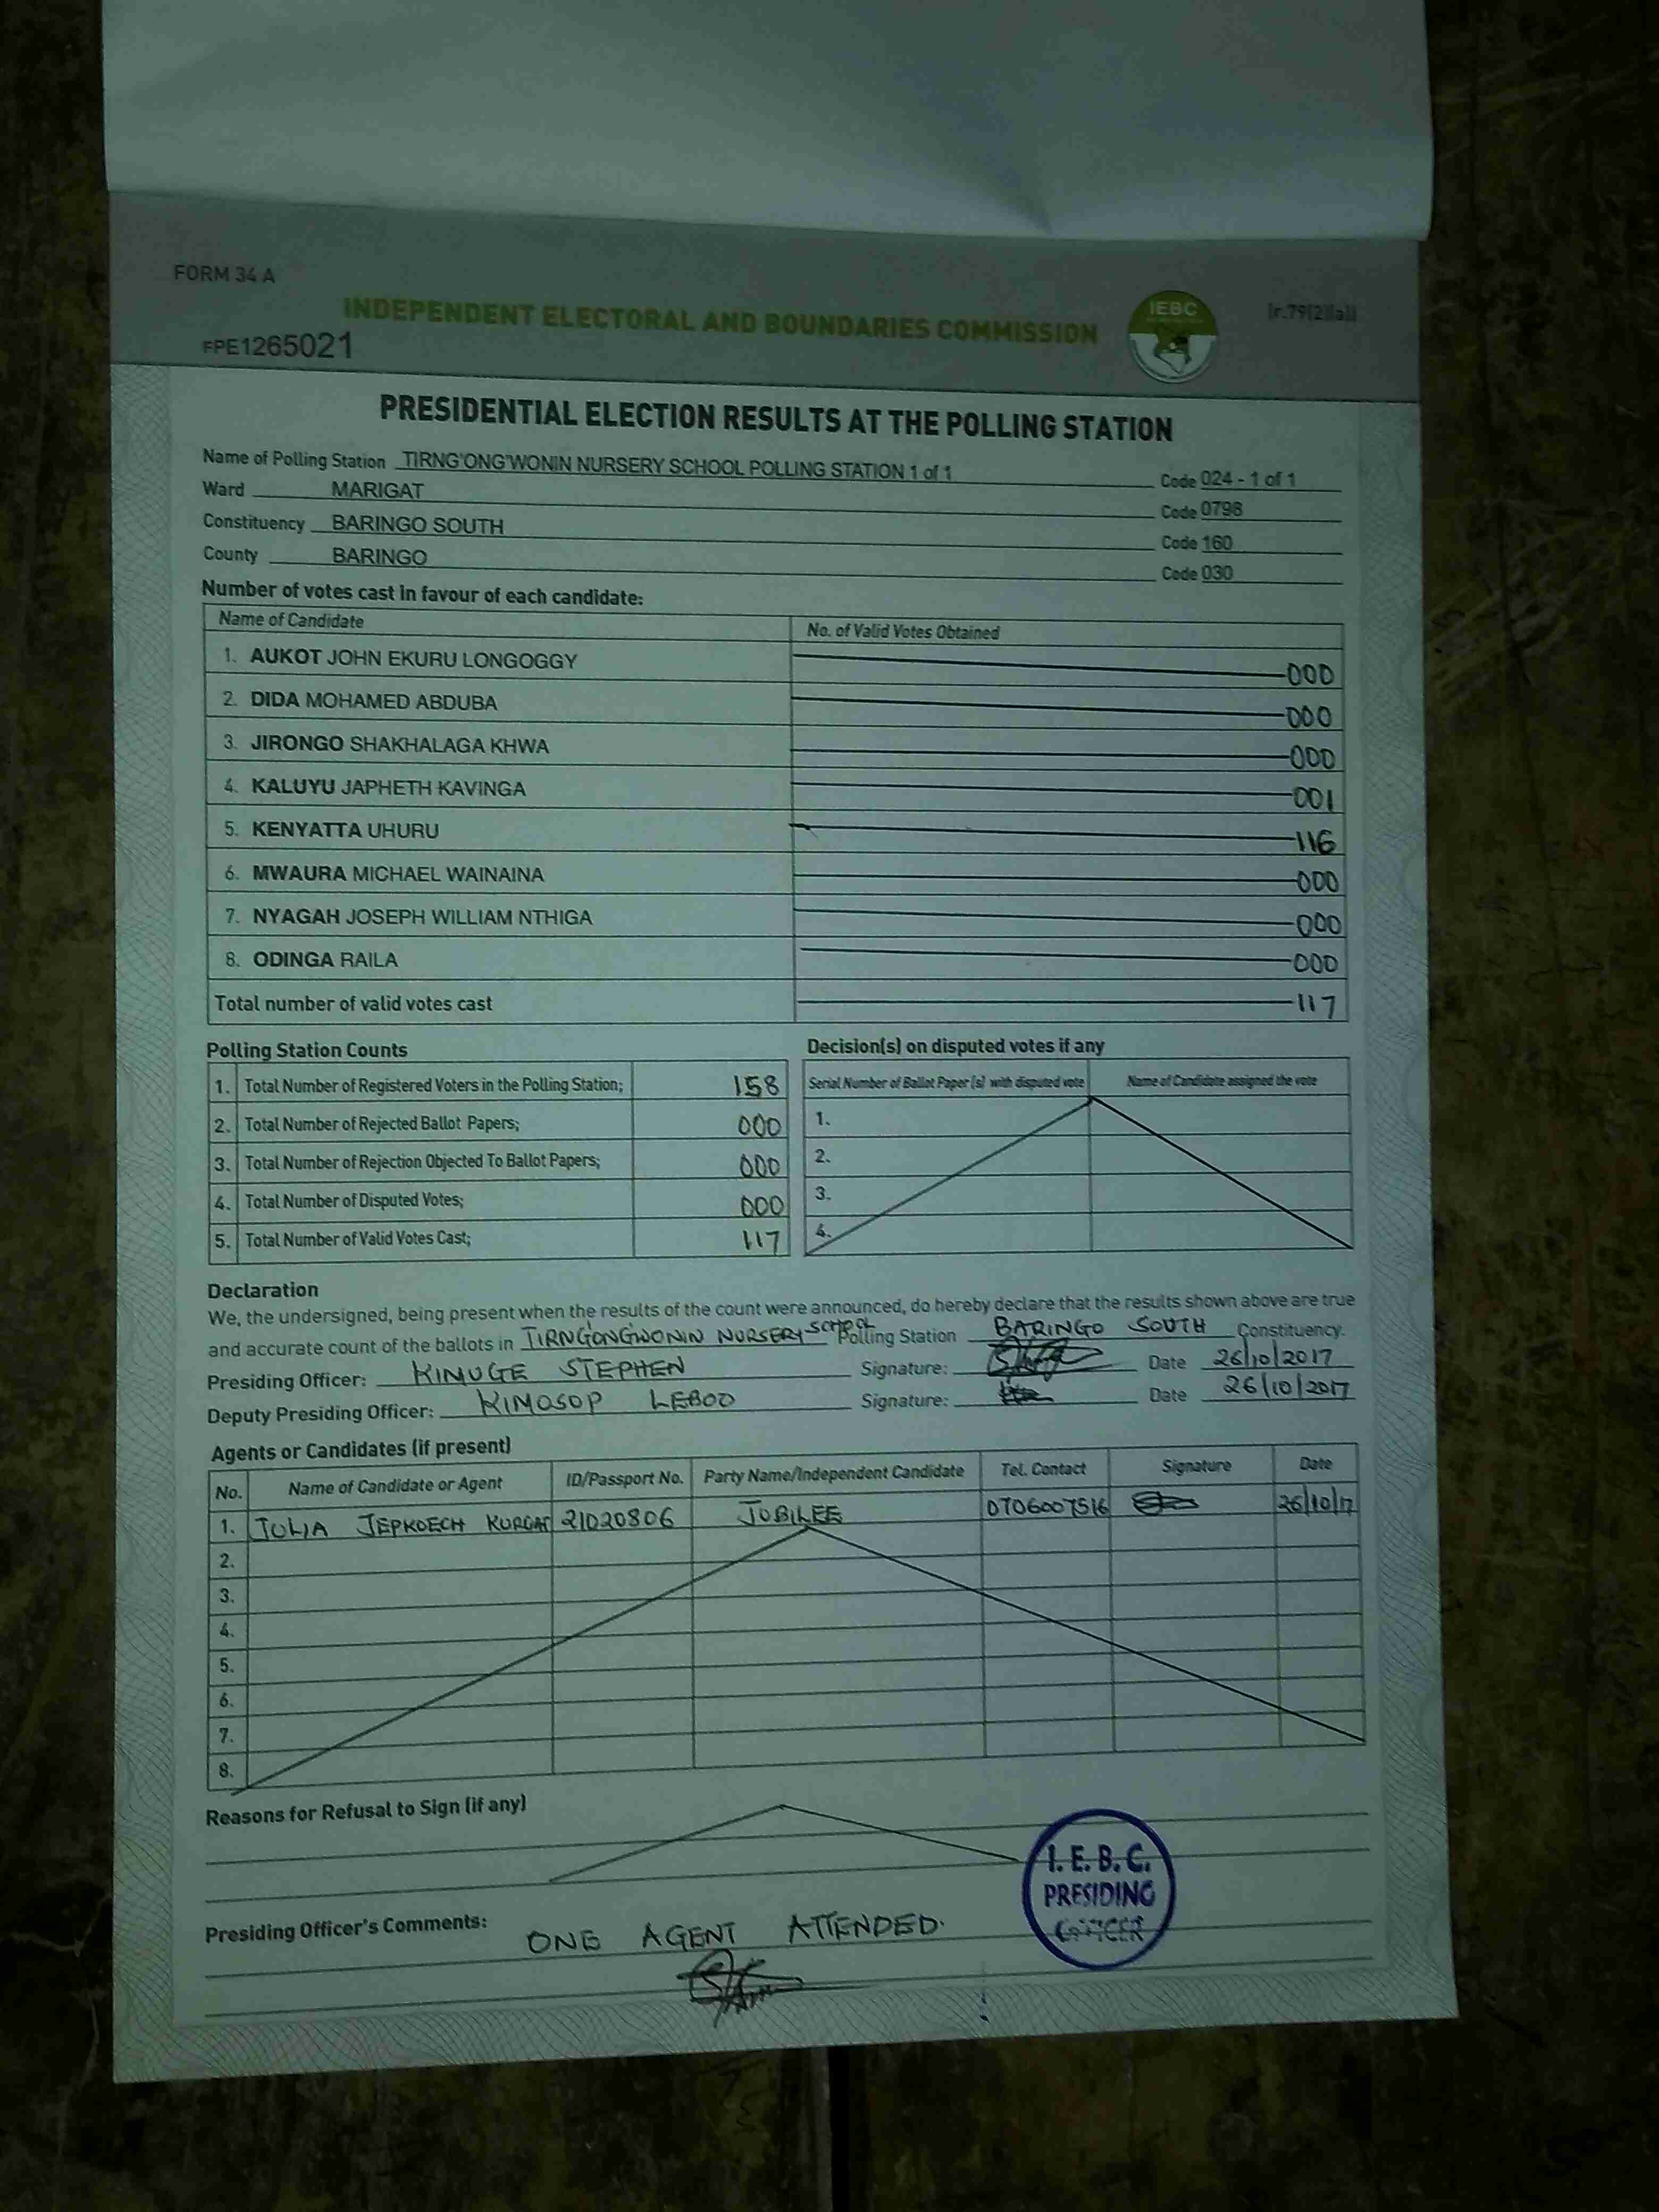 FORM 34 A
INDEPENDENT ELECTORAL AND BOUNDARIES COMMISSION
IEBC
[r.79[2][a]]
FPE1265021
PRESIDENTIAL ELECTION RESULTS AT THE POLLING STATION
Name of Polling Station TIRNG'ONG'WONIN NURSERY SCHOOL POLLING STATION 1 of 1 Code 024 - 1 of 1
Ward MARIGAT Code 0798
Constituency BARINGO SOUTH Code 160
County BARINGO Code 030
Number of votes cast in favour of each candidate:
Name of Candidate No. of Valid Votes Obtained
1. AUKOT JOHN EKURU LONGOGGY 000
2. DIDA MOHAMED ABDUBA 000
3. JIRONGO SHAKHALAGA KHWA 000
4. KALUYU JAPHETH KAVINGA 001
5. KENYATTA UHURU 116
6. MWAURA MICHAEL WAINAINA 000
7. NYAGAH JOSEPH WILLIAM NTHIGA 000
8. ODINGA RAILA 000
Total number of valid votes cast 117
Polling Station Counts
1. Total Number of Registered Voters in the Polling Station; 158
2. Total Number of Rejected Ballot Papers; 000
3. Total Number of Rejection Objected To Ballot Papers; 000
4. Total Number of Disputed Votes; 000
5. Total Number of Valid Votes Cast; 117
Decision(s) on disputed votes if any
Serial Number of Ballot Paper (s) with disputed vote Name of Candidate assigned the vote
1.
2.
3.
4.
Declaration
We, the undersigned, being present when the results of the count were announced, do hereby declare that the results shown above are true
and accurate count of the ballots in TIRNG'ONG'WONIN NURSERY SCHOOL Polling Station BARINGO SOUTH Constituency.
Presiding Officer: KIMUGE STEPHEN Signature: Date 26/10/2017
Deputy Presiding Officer: KIMOSOP LEBOO Signature: Date 26/10/2017
Agents or Candidates (if present)
No. Name of Candidate or Agent ID/Passport No. Party Name/Independent Candidate Tel. Contact Signature Date
1. JULIA JEPKOECH KURGAT 21020806 JUBILEE 0706007516 26/10/17
2.
3.
4.
5.
6.
7.
8.
Reasons for Refusal to Sign (if any)
Presiding Officer's Comments: ONE AGENT ATTENDED.
I. E. B. C.
PRESIDING
OFFICER